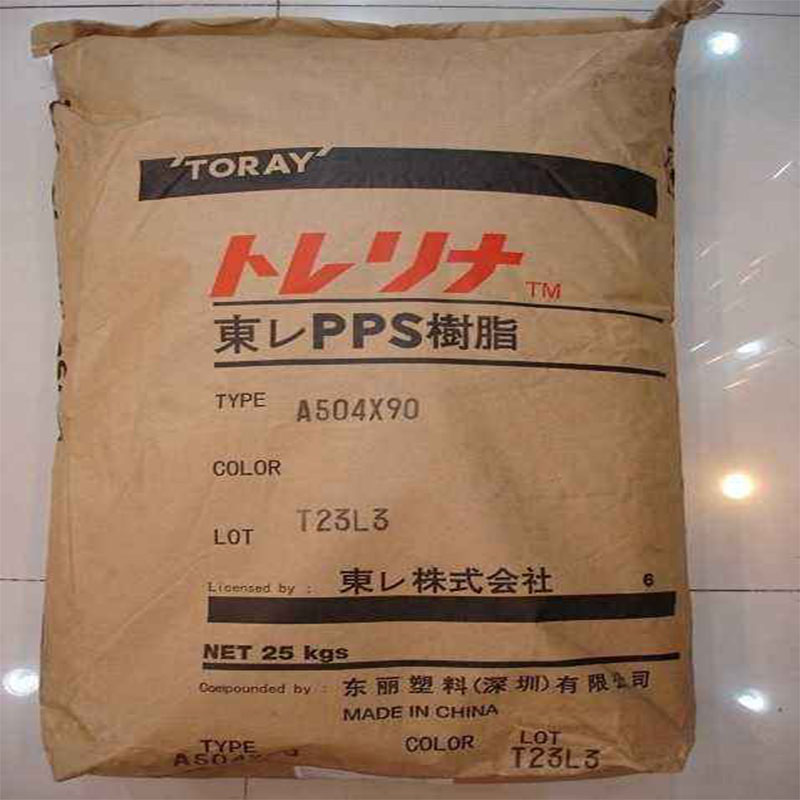 TORAY
トレリナ TM
東レPPS樹脂
TYPE A504X90
COLOR
LOT T23L3
Licensed by : 東レ株式会社 6
NET 25 kgs
Compounded by : 东丽塑料(深圳)有限公司
MADE IN CHINA
TYPE COLOR LOT
T23L3